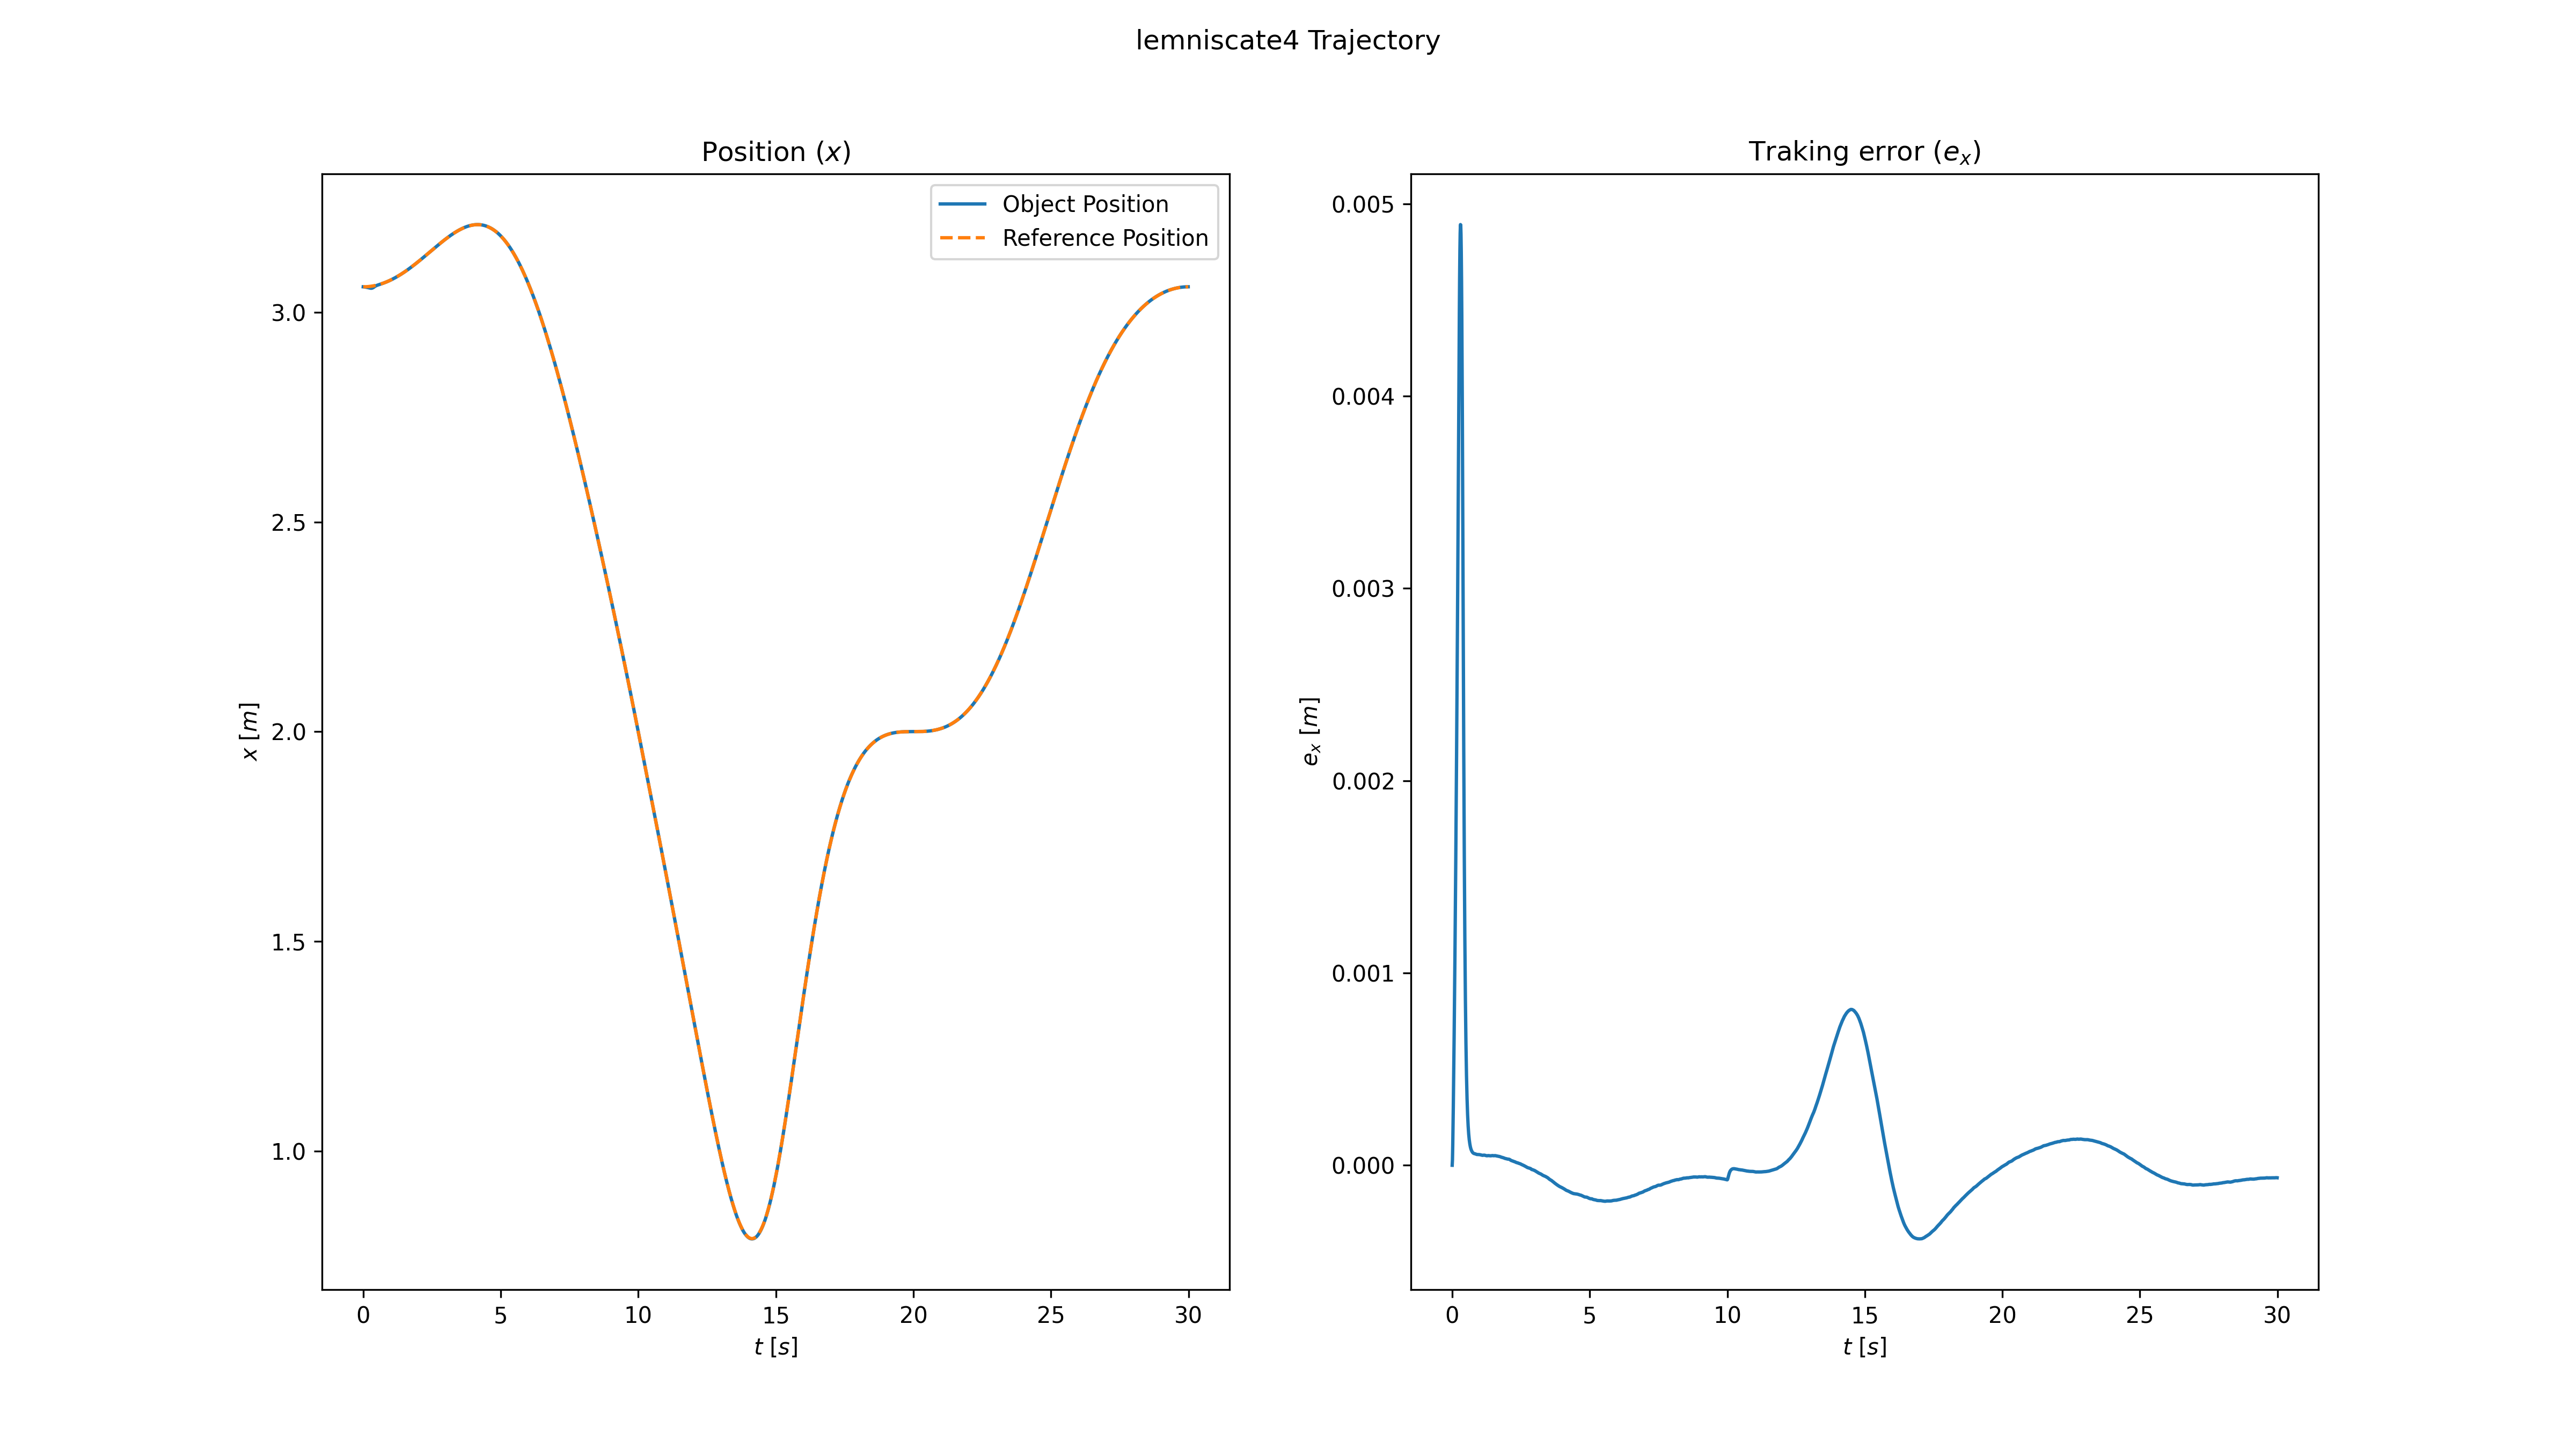 lemniscate4 Trajectory
Position (x)
Object Position
Reference Position
3.0
2.5
2.0
1.5
1.0
x [m]
0 5 10 15 20 25 30
t [s]
Traking error (eₓ)
0.005
0.004
0.003
0.002
0.001
0.000
eₓ [m]
0 5 10 15 20 25 30
t [s]